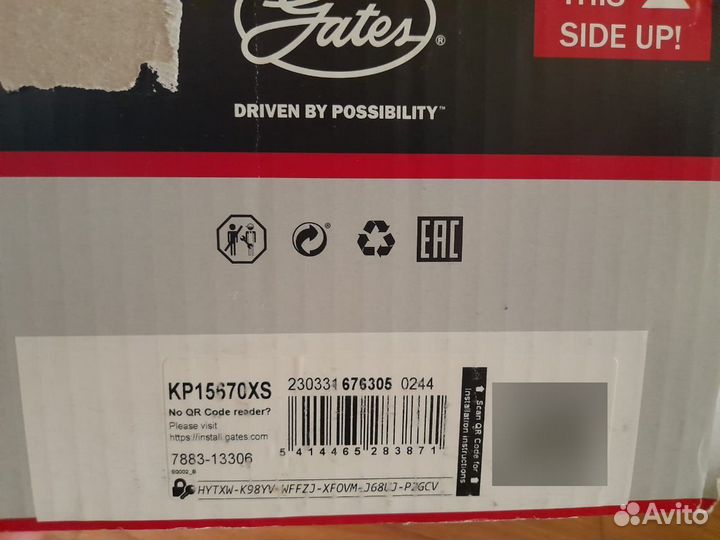 Gates®
THIS
SIDE UP!
DRIVEN BY POSSIBILITY™
EAC
KP15670XS
230331 676305 0244
No QR Code reader?
Please visit
https://install.gates.com
5 414465 283871
7883-13306
Scan QR Code for
installation instructions
Avito